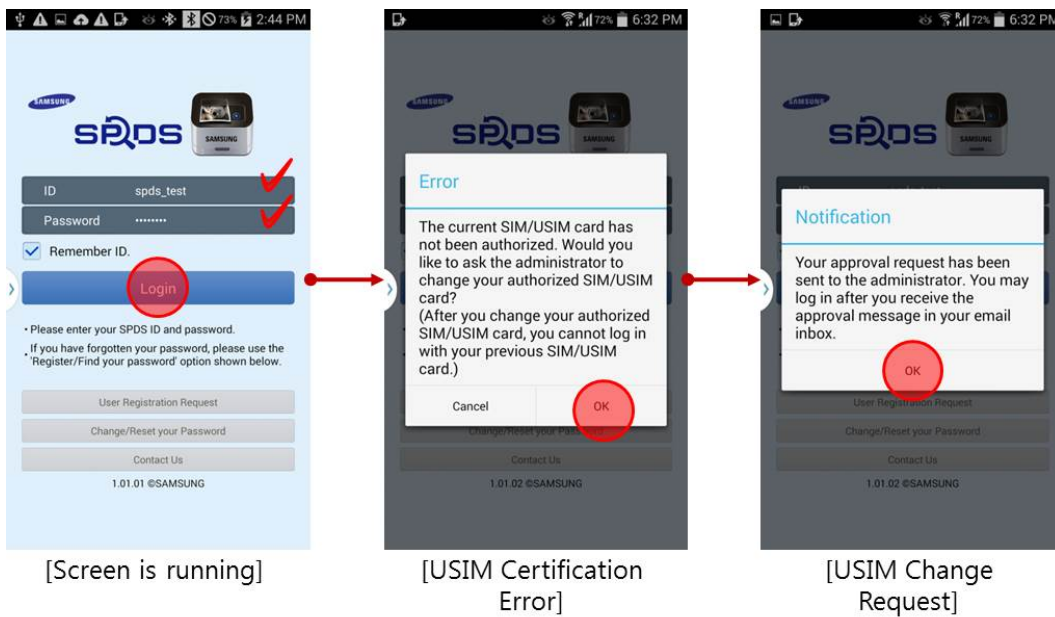 73% 2:44 PM
SAMSUNG
SPDS
SAMSUNG
ID spds_test
Password ........
Remember ID.
Login
• Please enter your SPDS ID and password.
• If you have forgotten your password, please use the
'Register/Find your password' option shown below.
User Registration Request
Change/Reset your Password
Contact Us
1.01.01 ©SAMSUNG
[Screen is running]
R 72% 6:32 PM
SAMSUNG
SPDS
SAMSUNG
Error
The current SIM/USIM card has
not been authorized. Would you
like to ask the administrator to
change your authorized SIM/USIM
card?
(After you change your authorized
SIM/USIM card, you cannot log in
with your previous SIM/USIM
card.)
Cancel OK
Change/Reset your Password
Contact Us
1.01.02 ©SAMSUNG
[USIM Certification
Error]
R 72% 6:32 PM
SAMSUNG
SPDS
SAMSUNG
Notification
Your approval request has been
sent to the administrator. You may
log in after you receive the
approval message in your email
inbox.
OK
User Registration Request
Change/Reset your Password
Contact Us
1.01.02 ©SAMSUNG
[USIM Change
Request]